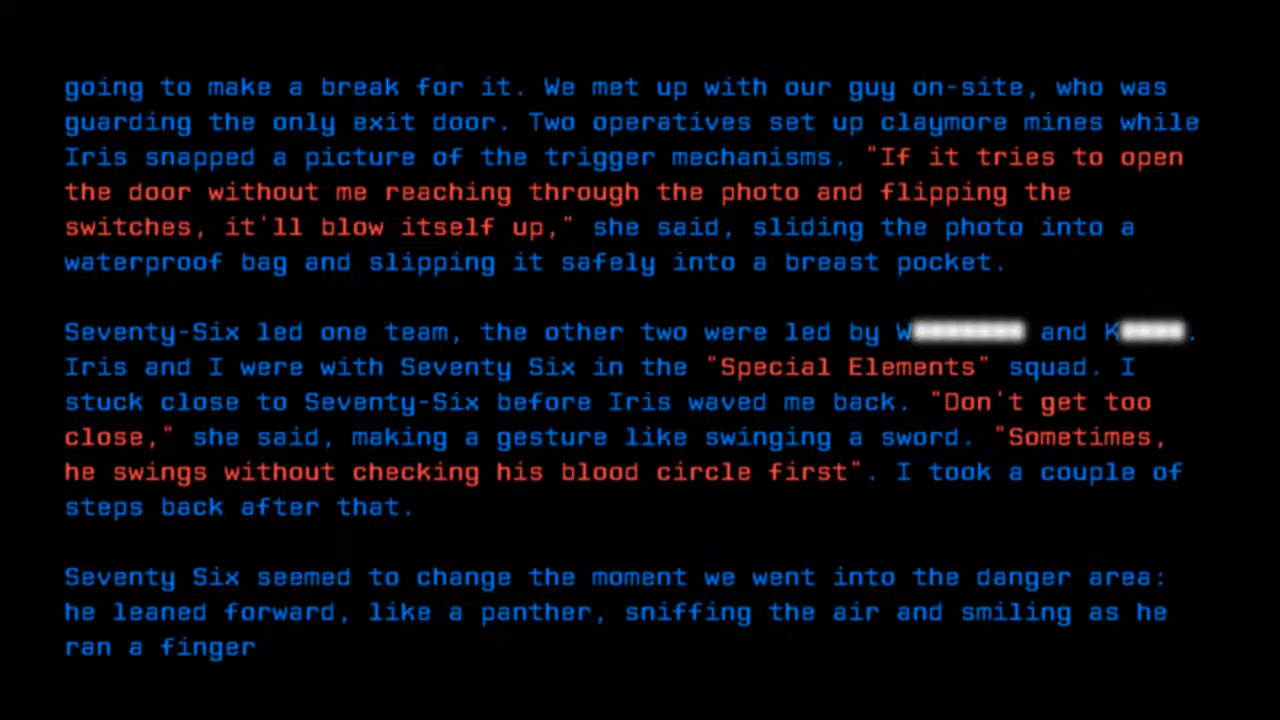 going to make a break for it. We met up with our guy on-site, who was
guarding the only exit door. Two operatives set up claymore mines while
Iris snapped a picture of the trigger mechanisms. "If it tries to open
the door without me reaching through the photo and flipping the
switches, it'll blow itself up," she said, sliding the photo into a
waterproof bag and slipping it safely into a breast pocket.
Seventy-Six led one team, the other two were led by W████████ and K████.
Iris and I were with Seventy Six in the "Special Elements" squad. I
stuck close to Seventy-Six before Iris waved me back. "Don't get too
close," she said, making a gesture like swinging a sword. "Sometimes,
he swings without checking his blood circle first". I took a couple of
steps back after that.
Seventy Six seemed to change the moment we went into the danger area:
he leaned forward, like a panther, sniffing the air and smiling as he
ran a finger